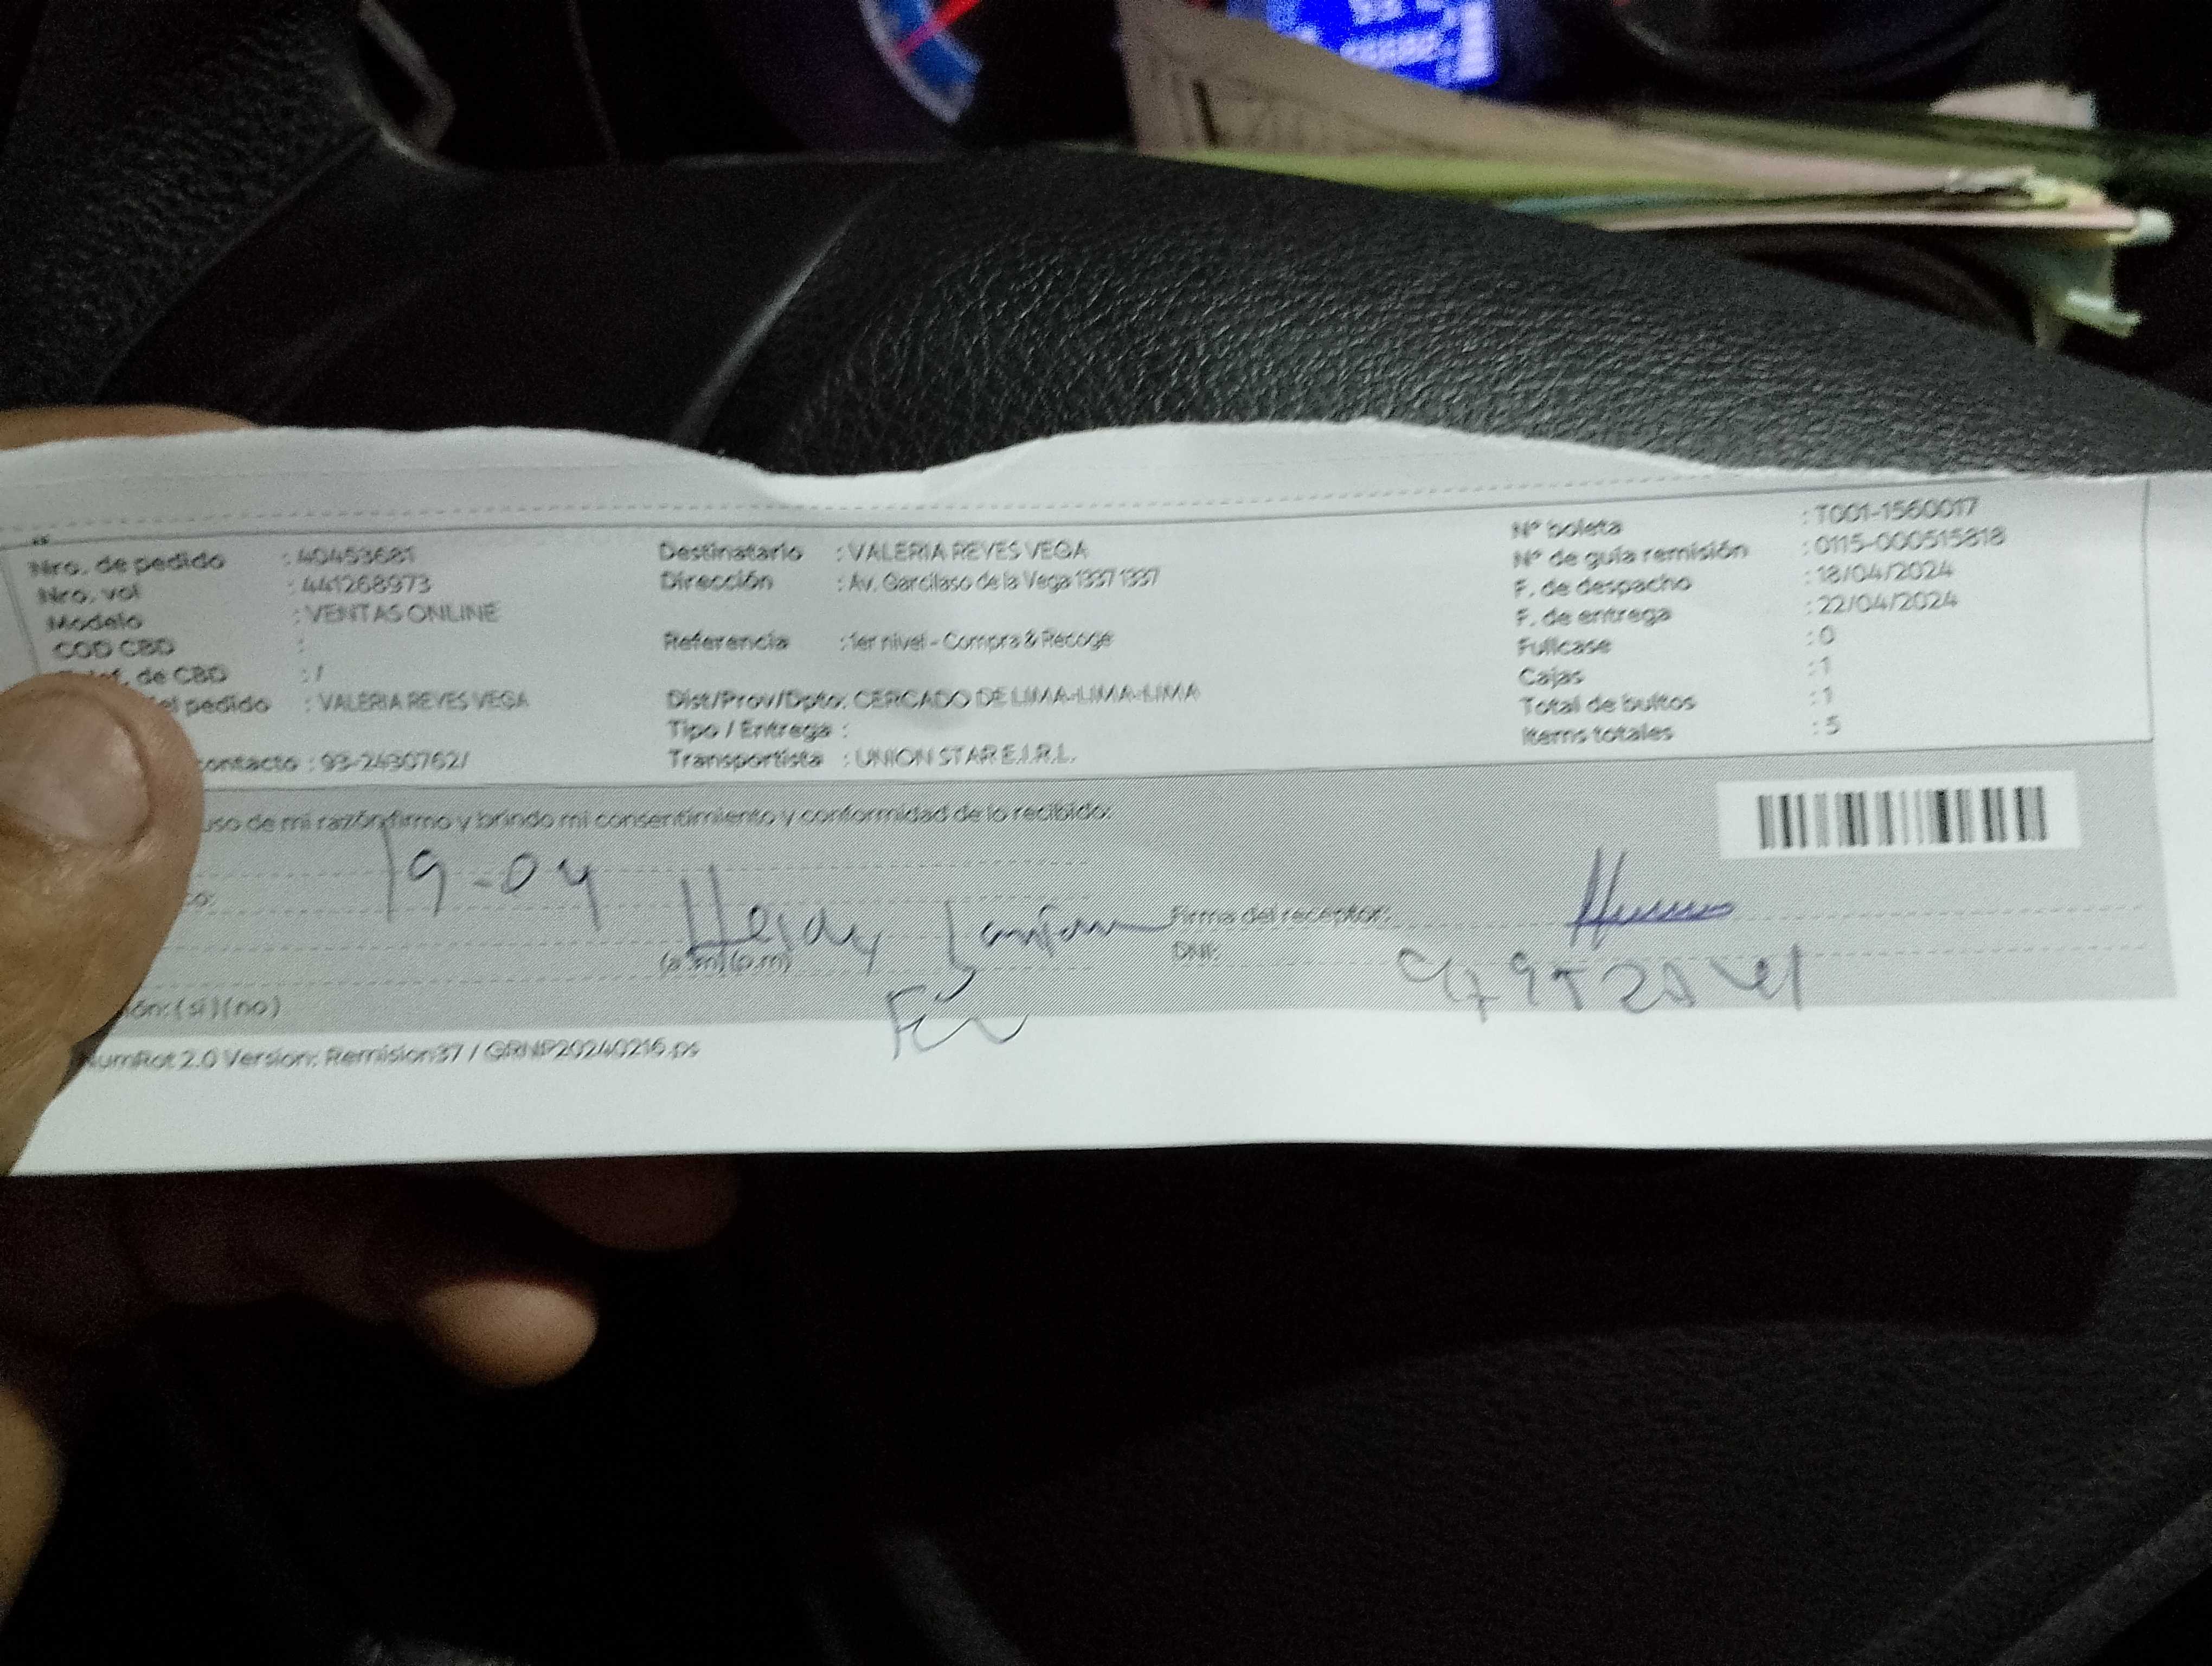 Nro. de pedido : 40453681
Nro. vol : 441268973
Modelo : VENTAS ONLINE
COD CBD :
de CBD : /
el pedido : VALERIA REYES VEGA
contacto : 93-2430762/
Destinatario : VALERIA REYES VEGA
Dirección : Av. Garcilaso de la Vega 1337 1337
Referencia : 1er nivel - Compra & Recoge
Dist/Prov/Dpto: CERCADO DE LIMA-LIMA-LIMA
Tipo / Entrega :
Transportista : UNION STAR E.I.R.L.
N° boleta : T001-1560017
N° de guía remisión : 0115-000515818
F. de despacho : 18/04/2024
F. de entrega : 22/04/2024
Fullcase : 0
Cajas : 1
Total de bultos : 1
Items totales : 5
uso de mi razón firmo y brindo mi consentimiento y conformidad de lo recibido:
19-04
co:
Heidy
Firma del receptor:
(a.m)(p.m)
DNI:
ión: (si) (no)
NumRot 2.0 Version: Remision37 / GRNP20240216.ps